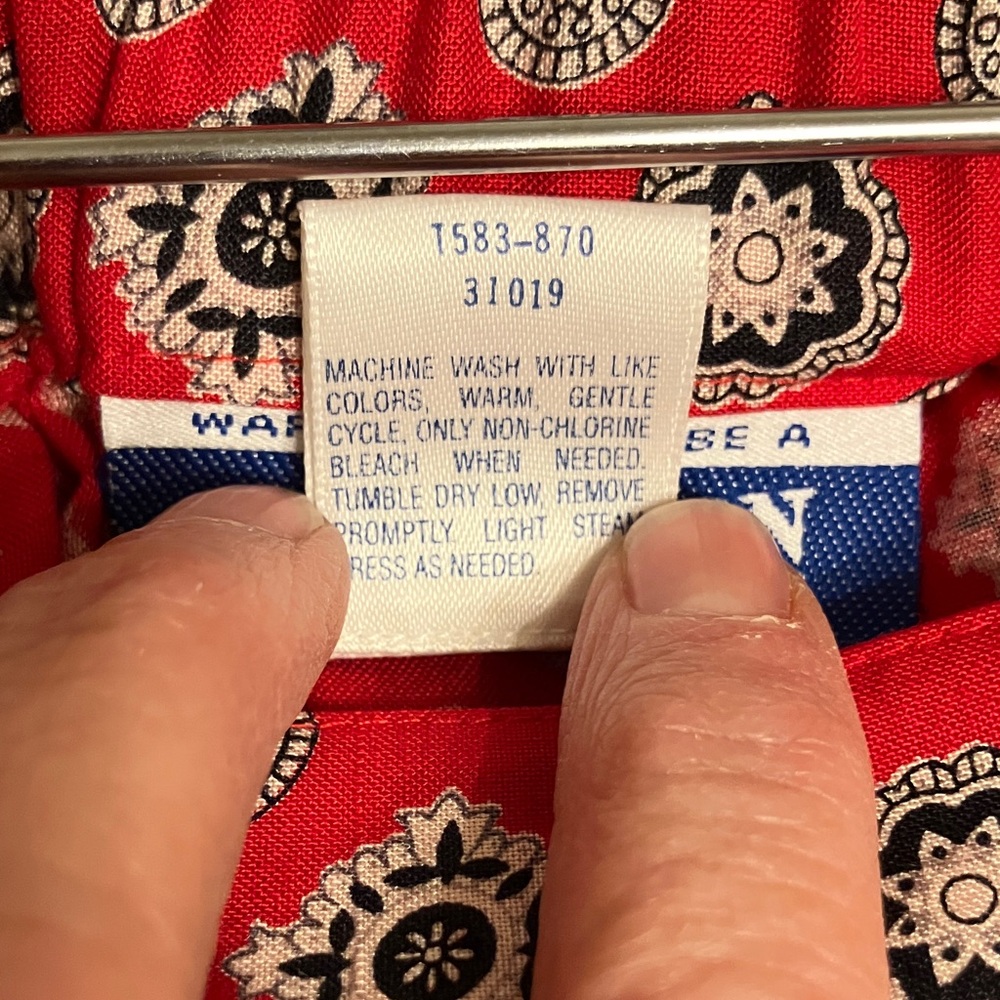 T583-870
31019
MACHINE WASH WITH LIKE
COLORS, WARM, GENTLE
CYCLE, ONLY NON-CHLORINE
BLEACH WHEN NEEDED.
TUMBLE DRY LOW, REMOVE
PROMPTLY LIGHT STEAM
PRESS AS NEEDED
BE A
N